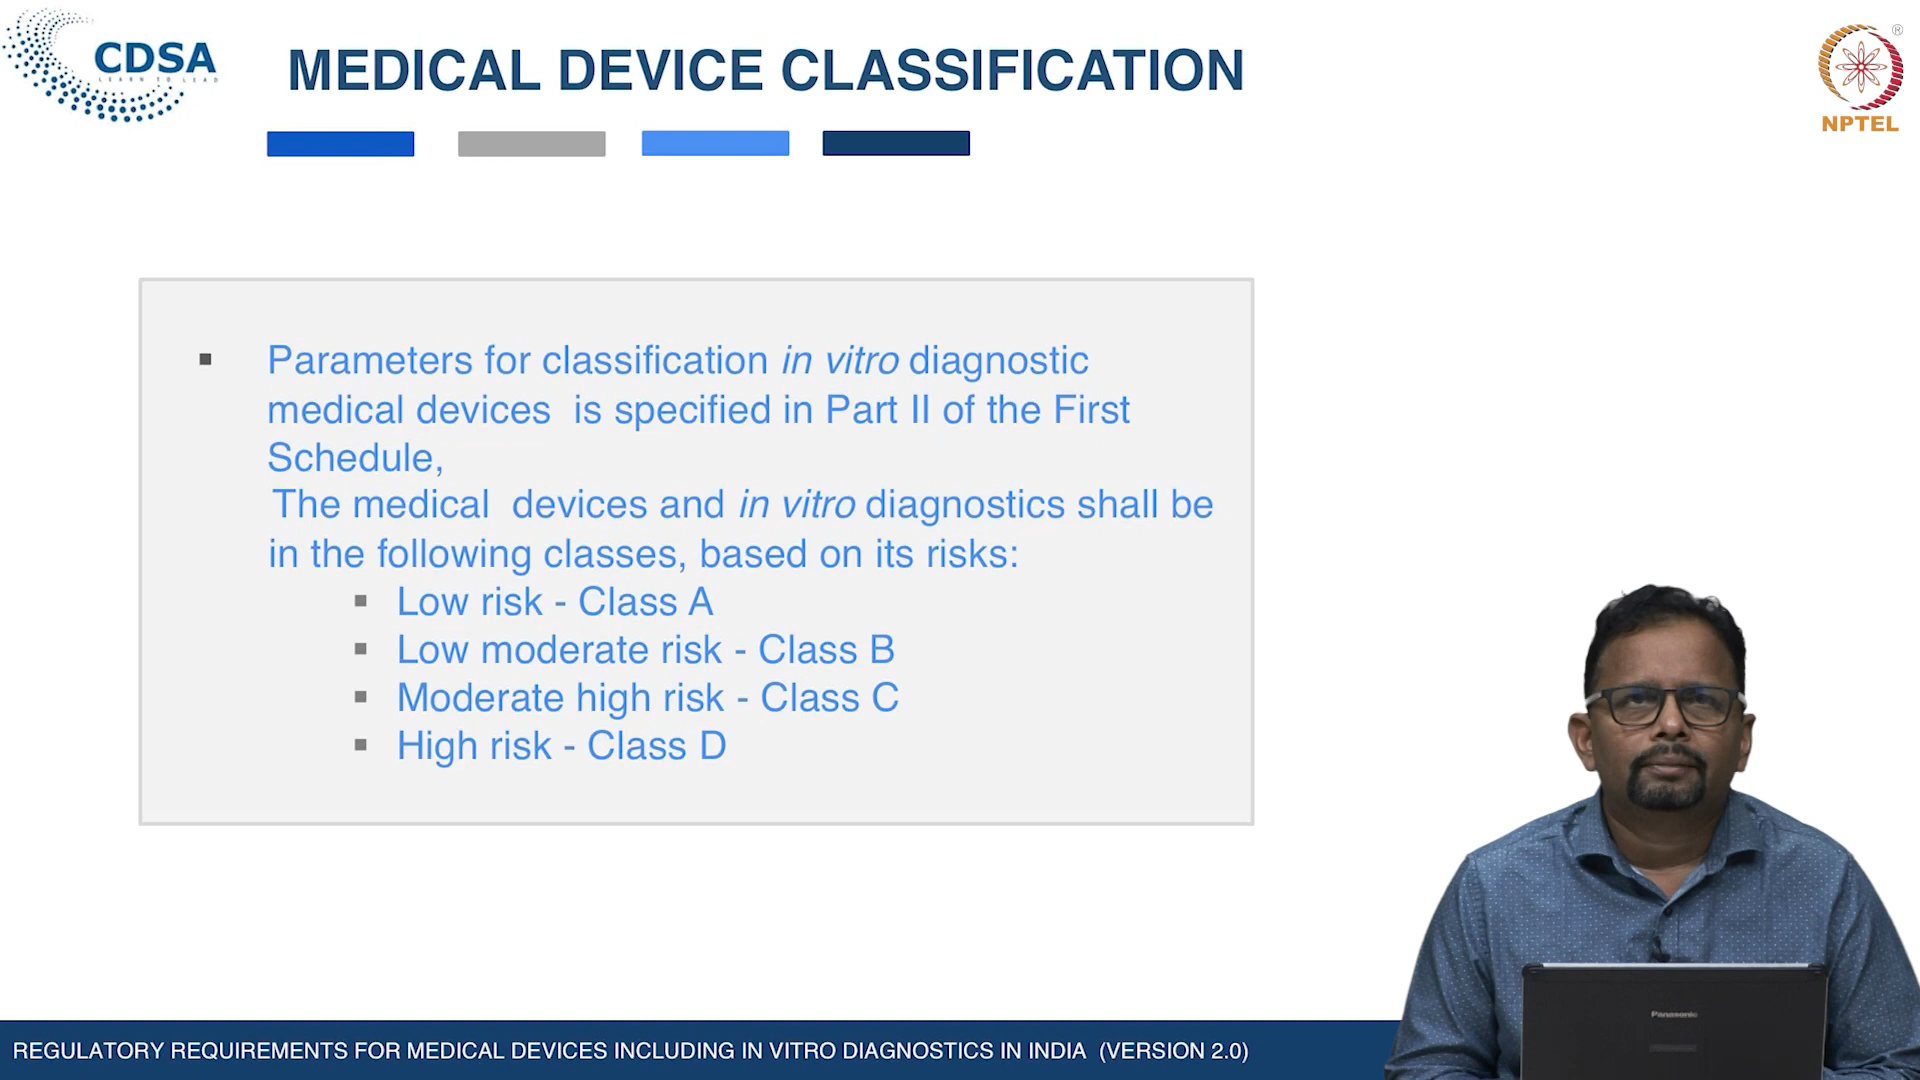 CDSA
LEARN TO LEAD
MEDICAL DEVICE CLASSIFICATION
®
NPTEL
▪ Parameters for classification in vitro diagnostic
medical devices is specified in Part II of the First
Schedule,
The medical devices and in vitro diagnostics shall be
in the following classes, based on its risks:
▪ Low risk - Class A
▪ Low moderate risk - Class B
▪ Moderate high risk - Class C
▪ High risk - Class D
Panasonic
REGULATORY REQUIREMENTS FOR MEDICAL DEVICES INCLUDING IN VITRO DIAGNOSTICS IN INDIA (VERSION 2.0)